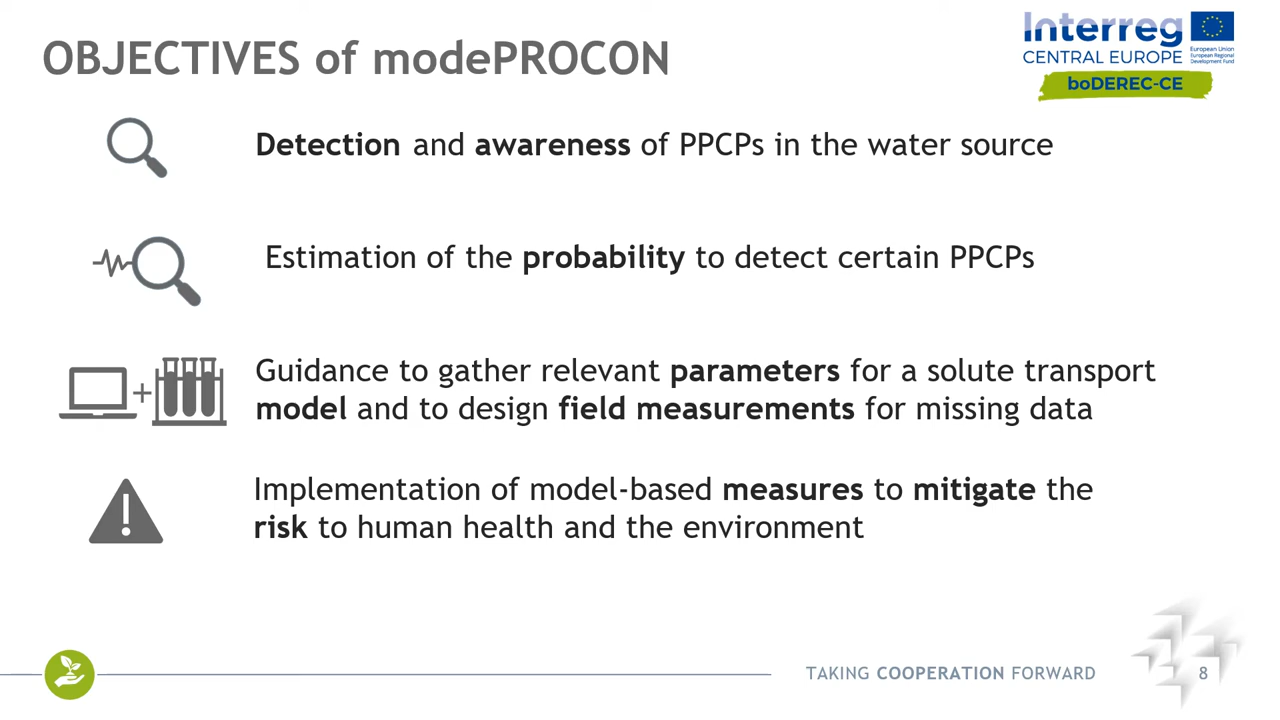 OBJECTIVES of modePROCON
Interreg
CENTRAL EUROPE
European Union
European Regional
Development Fund
boDEREC-CE
Detection and awareness of PPCPs in the water source
Estimation of the probability to detect certain PPCPs
Guidance to gather relevant parameters for a solute transport
model and to design field measurements for missing data
Implementation of model-based measures to mitigate the
risk to human health and the environment
TAKING COOPERATION FORWARD
8